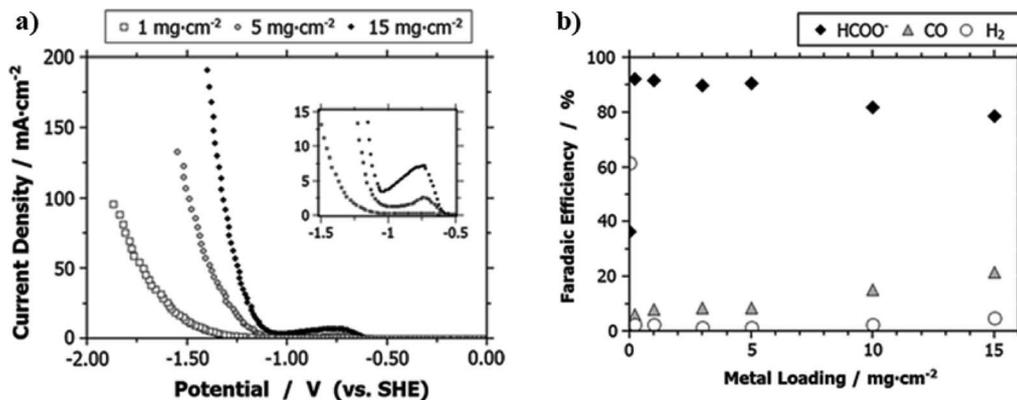 a)
1 mg·cm⁻² 5 mg·cm⁻² 15 mg·cm⁻²
200
150
100
50
0
Current Density / mA·cm⁻²
-2.00 -1.50 -1.00 -0.50 0.00
Potential / V (vs. SHE)
15
10
5
0
-1.5 -1 -0.5
b)
HCOO⁻ CO H₂
100
80
60
40
20
0
Faradaic Efficiency / %
0 5 10 15
Metal Loading / mg·cm⁻²